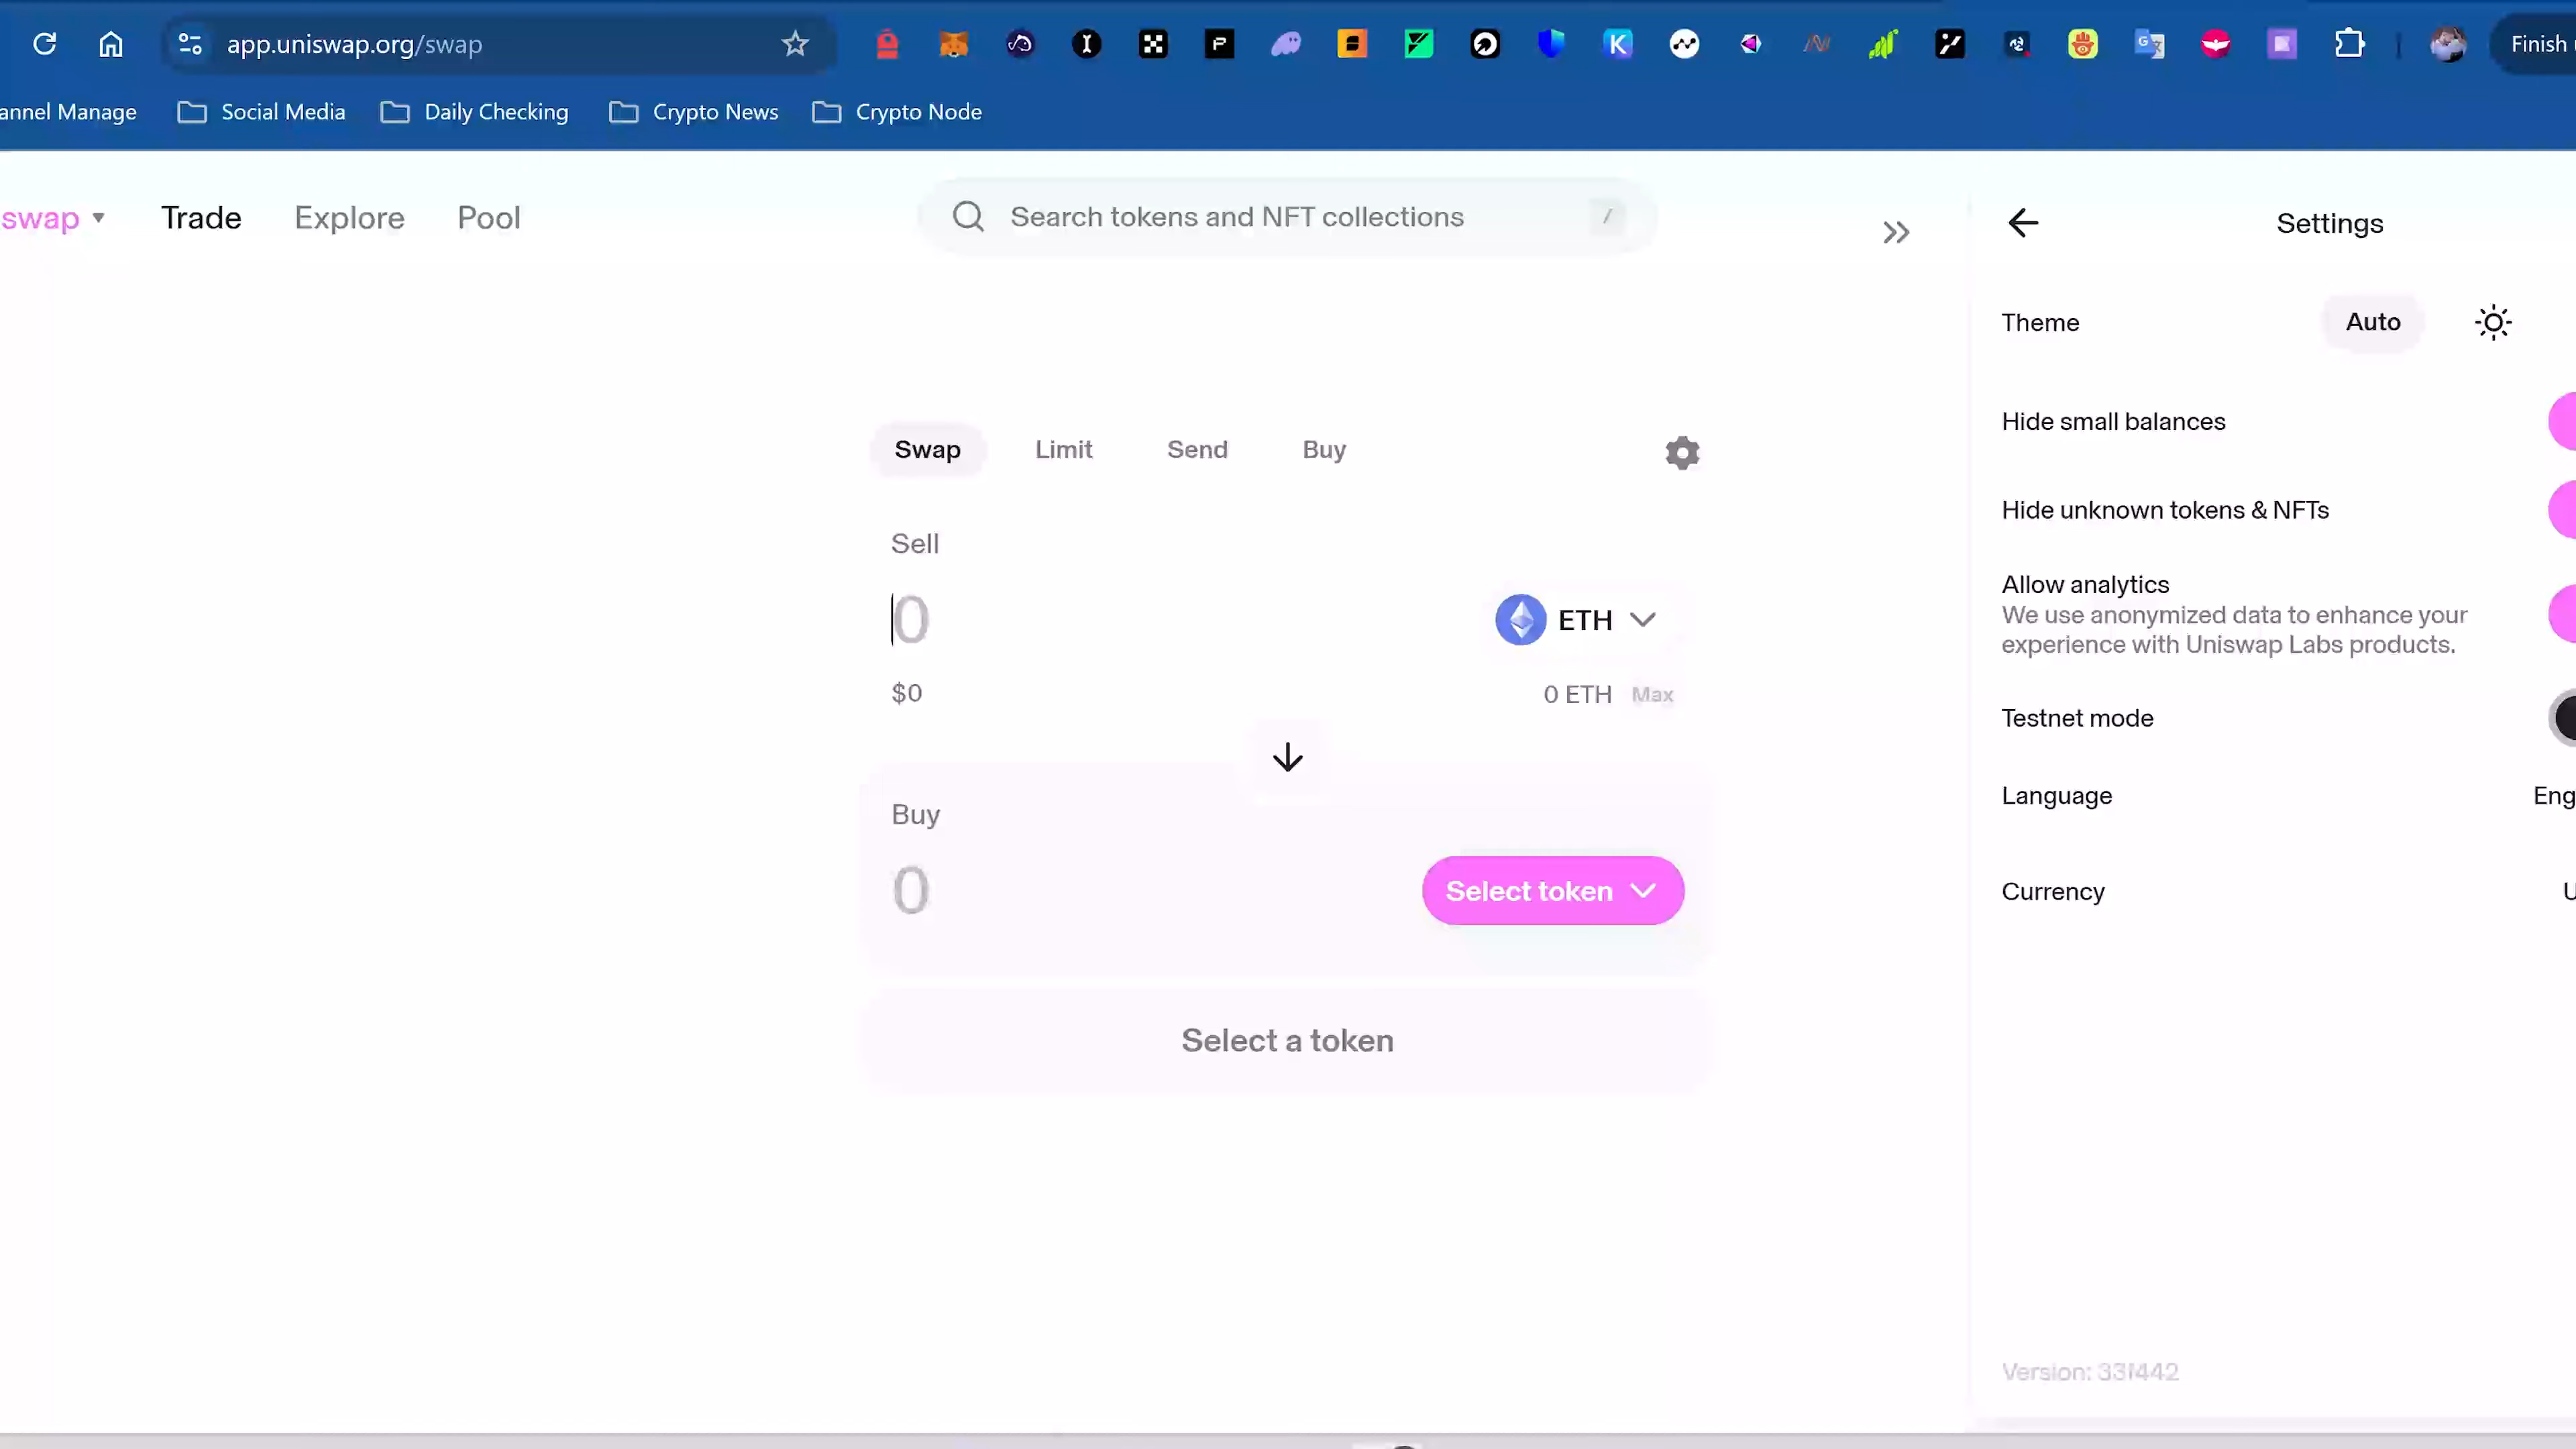 app.uniswap.org/swap
Finish
annel Manage
Social Media
Daily Checking
Crypto News
Crypto Node
swap
Trade
Explore
Pool
Search tokens and NFT collections
/
Settings
Theme
Auto
Hide small balances
Hide unknown tokens & NFTs
Allow analytics
We use anonymized data to enhance your
experience with Uniswap Labs products.
Testnet mode
Language
Eng
Currency
U
Swap
Limit
Send
Buy
Sell
0
ETH
$0
0 ETH
Max
Buy
0
Select token
Select a token
Version: 33f442